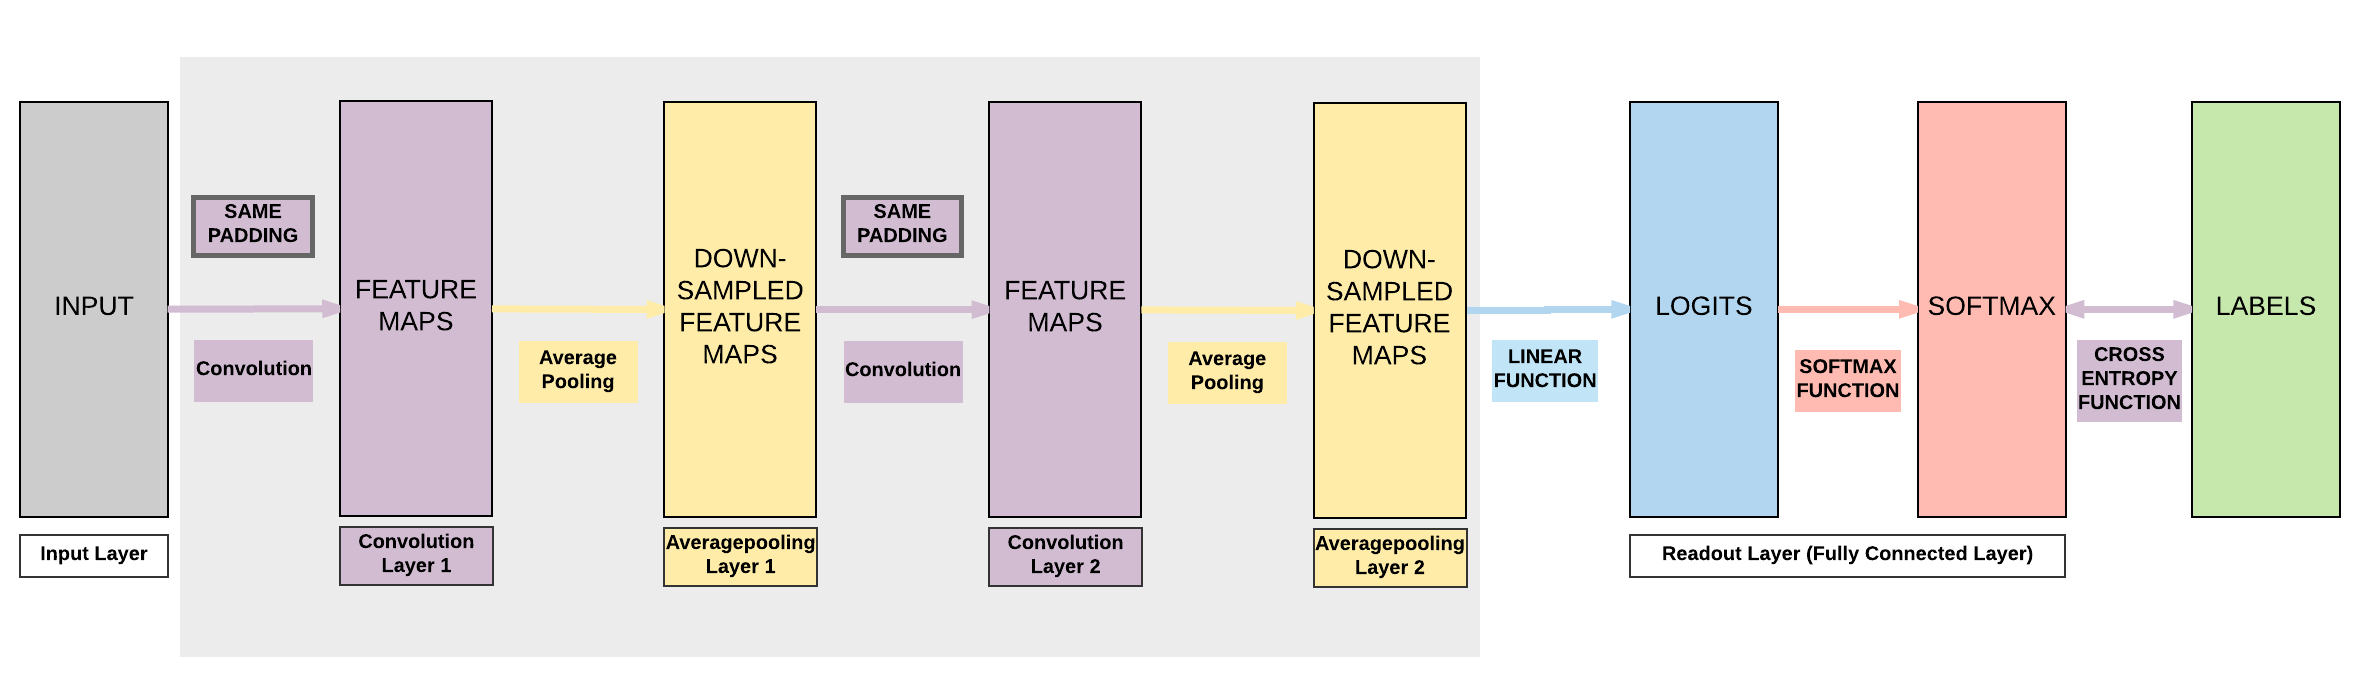 INPUT
Input Layer
SAME
PADDING
Convolution
FEATURE
MAPS
Convolution
Layer 1
Average
Pooling
DOWN-
SAMPLED
FEATURE
MAPS
Averagepooling
Layer 1
SAME
PADDING
Convolution
FEATURE
MAPS
Convolution
Layer 2
Average
Pooling
DOWN-
SAMPLED
FEATURE
MAPS
Averagepooling
Layer 2
LINEAR
FUNCTION
LOGITS
SOFTMAX
FUNCTION
SOFTMAX
Readout Layer (Fully Connected Layer)
CROSS
ENTROPY
FUNCTION
LABELS